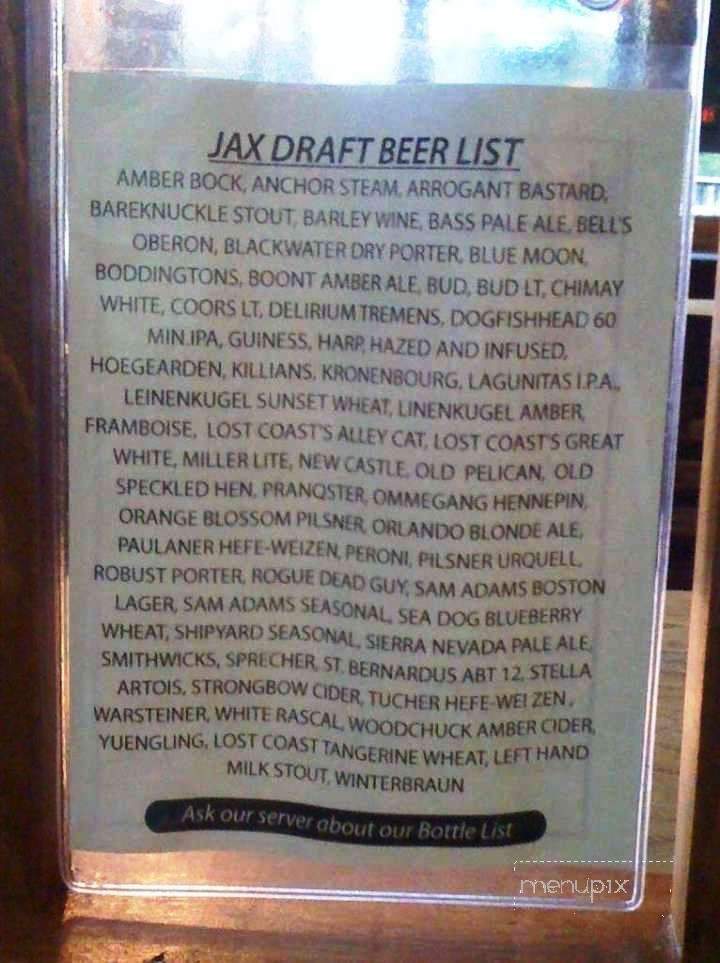 JAX DRAFT BEER LIST
AMBER BOCK, ANCHOR STEAM, ARROGANT BASTARD,
BAREKNUCKLE STOUT, BARLEY WINE, BASS PALE ALE, BELL'S
OBERON, BLACKWATER DRY PORTER, BLUE MOON,
BODDINGTONS, BOONT AMBER ALE, BUD, BUD LT, CHIMAY
WHITE, COORS LT, DELIRIUM TREMENS, DOGFISHHEAD 60
MIN.IPA, GUINESS, HARP, HAZED AND INFUSED,
HOEGEARDEN, KILLIANS, KRONENBOURG, LAGUNITAS I.P.A.,
LEINENKUGEL SUNSET WHEAT, LINENKUGEL AMBER,
FRAMBOISE, LOST COAST'S ALLEY CAT, LOST COAST'S GREAT
WHITE, MILLER LITE, NEW CASTLE, OLD PELICAN, OLD
SPECKLED HEN, PRANQSTER, OMMEGANG HENNEPIN,
ORANGE BLOSSOM PILSNER, ORLANDO BLONDE ALE,
PAULANER HEFE-WEIZEN, PERONI, PILSNER URQUELL,
ROBUST PORTER, ROGUE DEAD GUY, SAM ADAMS BOSTON
LAGER, SAM ADAMS SEASONAL, SEA DOG BLUEBERRY
WHEAT, SHIPYARD SEASONAL, SIERRA NEVADA PALE ALE,
SMITHWICKS, SPRECHER, ST. BERNARDUS ABT 12, STELLA
ARTOIS, STRONGBOW CIDER, TUCHER HEFE-WEI ZEN,
WARSTEINER, WHITE RASCAL, WOODCHUCK AMBER CIDER,
YUENGLING, LOST COAST TANGERINE WHEAT, LEFT HAND
MILK STOUT, WINTERBRAUN
Ask our server about our Bottle List
menupix